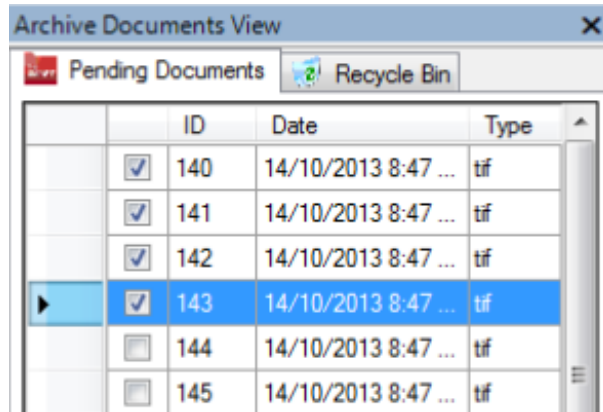 Archive Documents View
Pending Documents Recycle Bin
ID Date Type
140 14/10/2013 8:47 ... tif
141 14/10/2013 8:47 ... tif
142 14/10/2013 8:47 ... tif
143 14/10/2013 8:47 ... tif
144 14/10/2013 8:47 ... tif
145 14/10/2013 8:47 ... tif